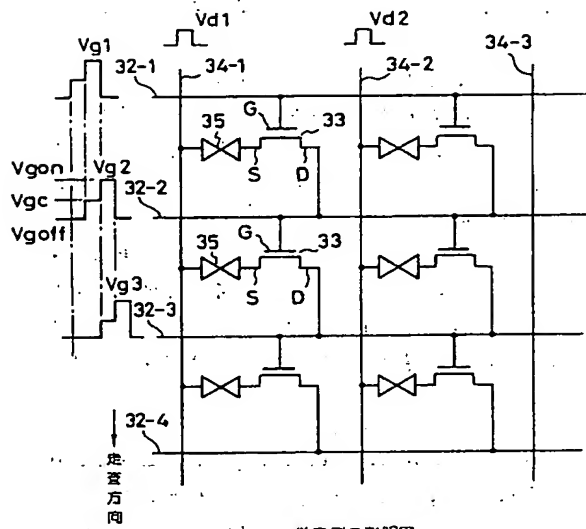 Vd1
Vd2
34-3
Vg1
32-1
34-1
34-2
G
35
33
Vgon
Vg2
S
D
Vgc
32-2
Vgoff
G
35
33
Vg3
S
D
32-3
32-4
走査方向